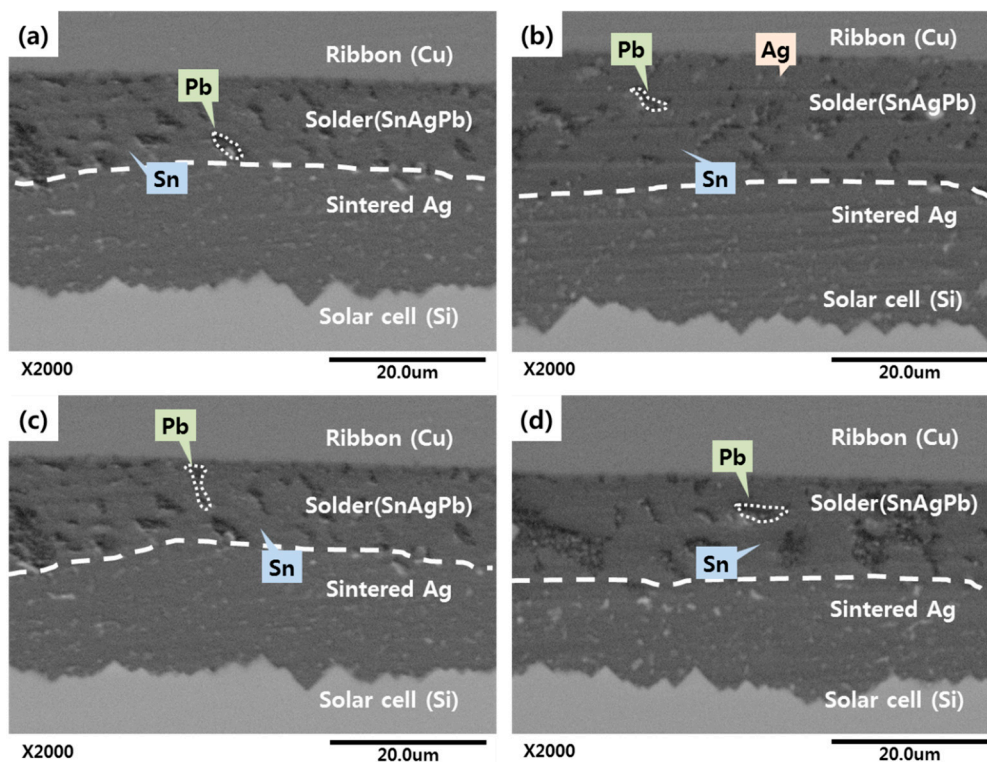 (a)
Ribbon (Cu)
Pb
Solder(SnAgPb)
Sn
Sintered Ag
Solar cell (Si)
X2000
20.0um
(b)
Ribbon (Cu)
Pb
Ag
Solder(SnAgPb)
Sn
Sintered Ag
Solar cell (Si)
X2000
20.0um
(c)
Pb
Ribbon (Cu)
Solder(SnAgPb)
Sn
Sintered Ag
Solar cell (Si)
X2000
20.0um
(d)
Ribbon (Cu)
Pb
Solder(SnAgPb)
Sn
Sintered Ag
Solar cell (Si)
X2000
20.0um